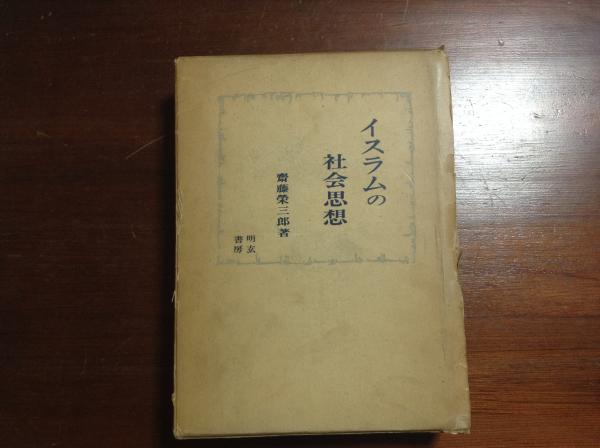 イスラムの
社会思想
齋藤榮三郎著
明玄
書房